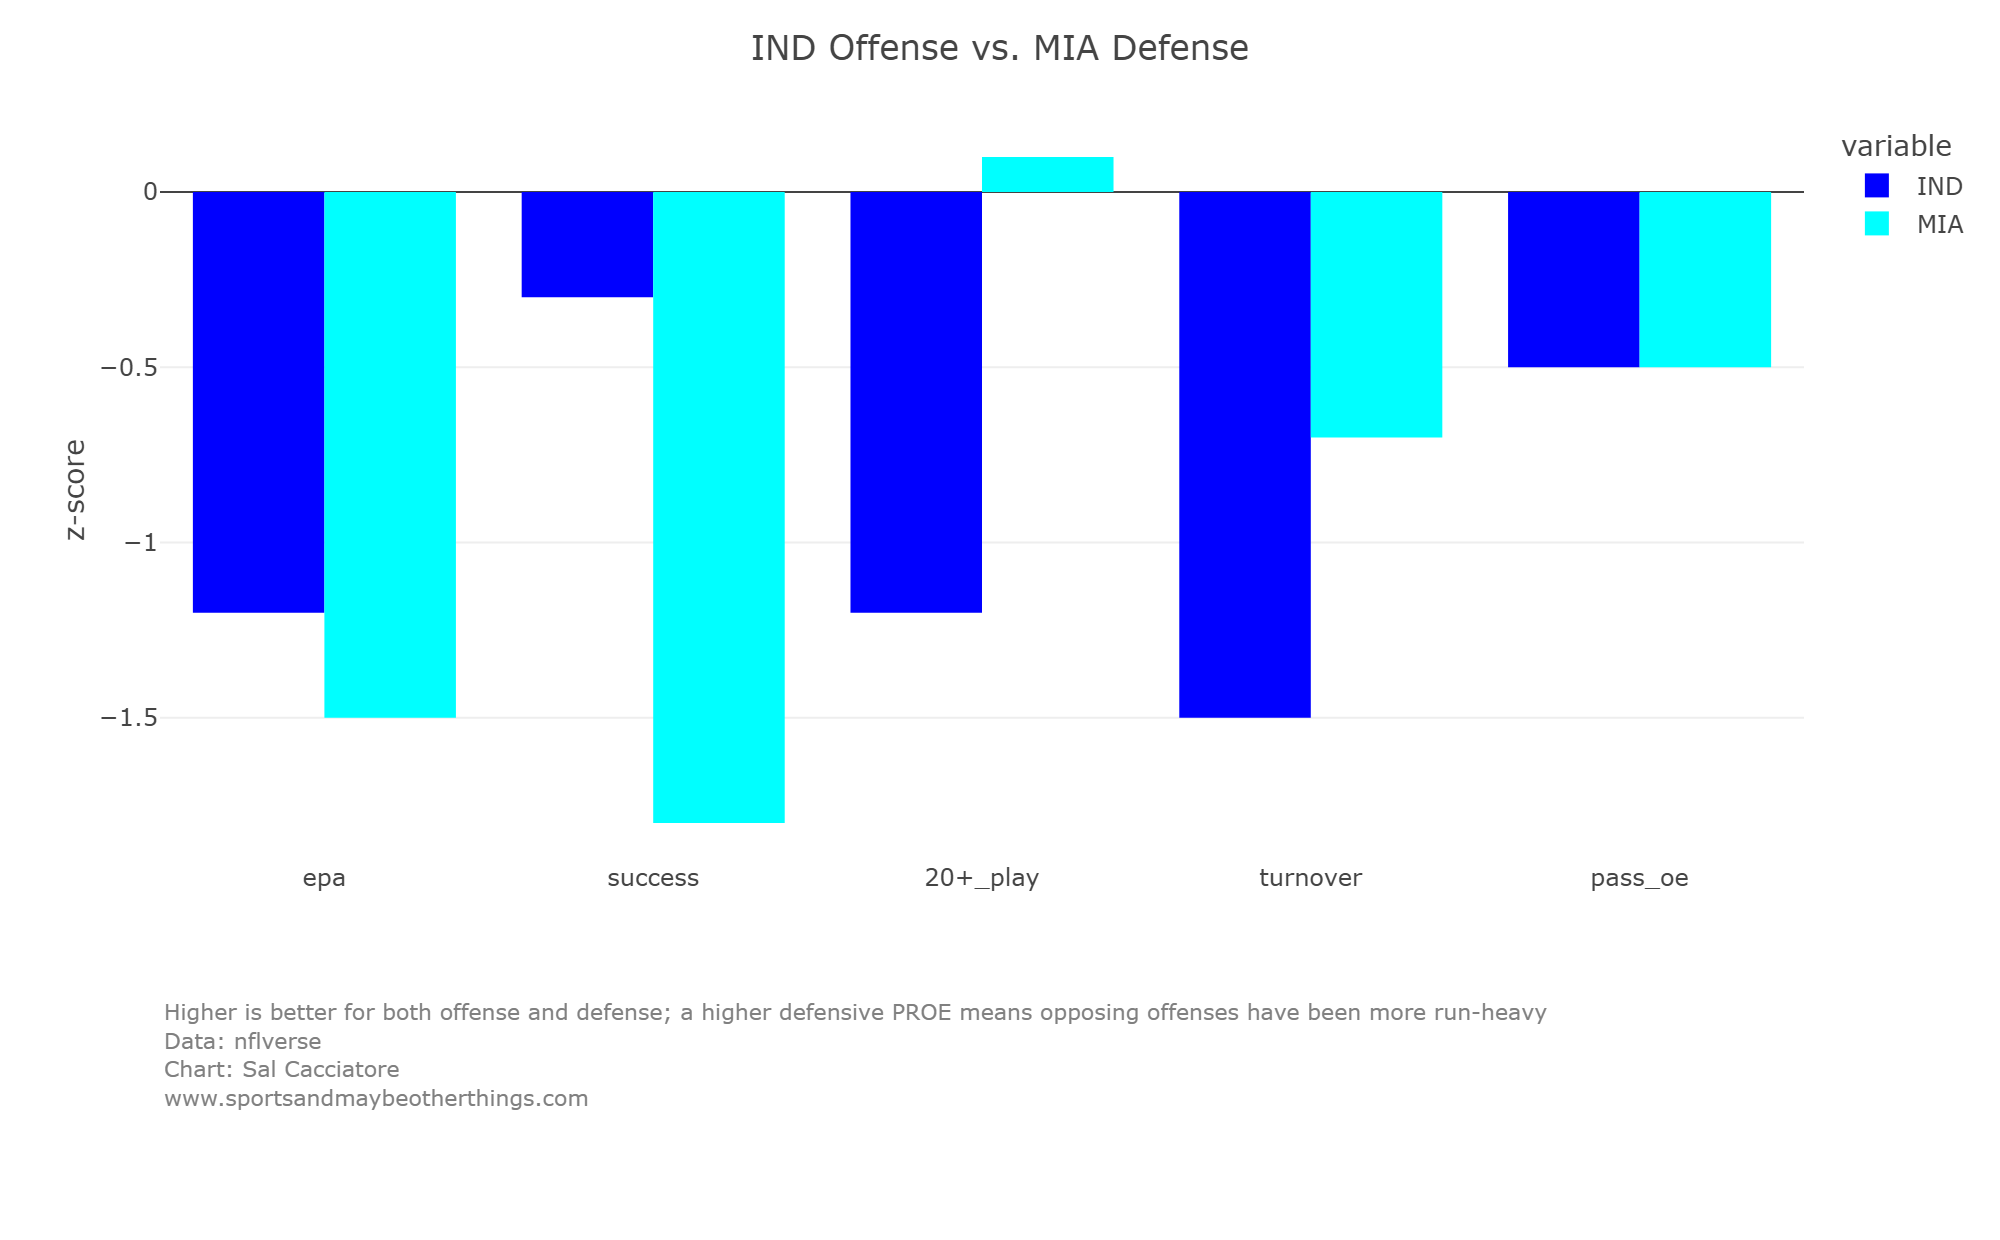 IND Offense vs. MIA Defense
variable
IND
MIA
0
−0.5
−1
−1.5
z-score
epa
success
20+_play
turnover
pass_oe
Higher is better for both offense and defense; a higher defensive PROE means opposing offenses have been more run-heavy
Data: nflverse
Chart: Sal Cacciatore
www.sportsandmaybeotherthings.com